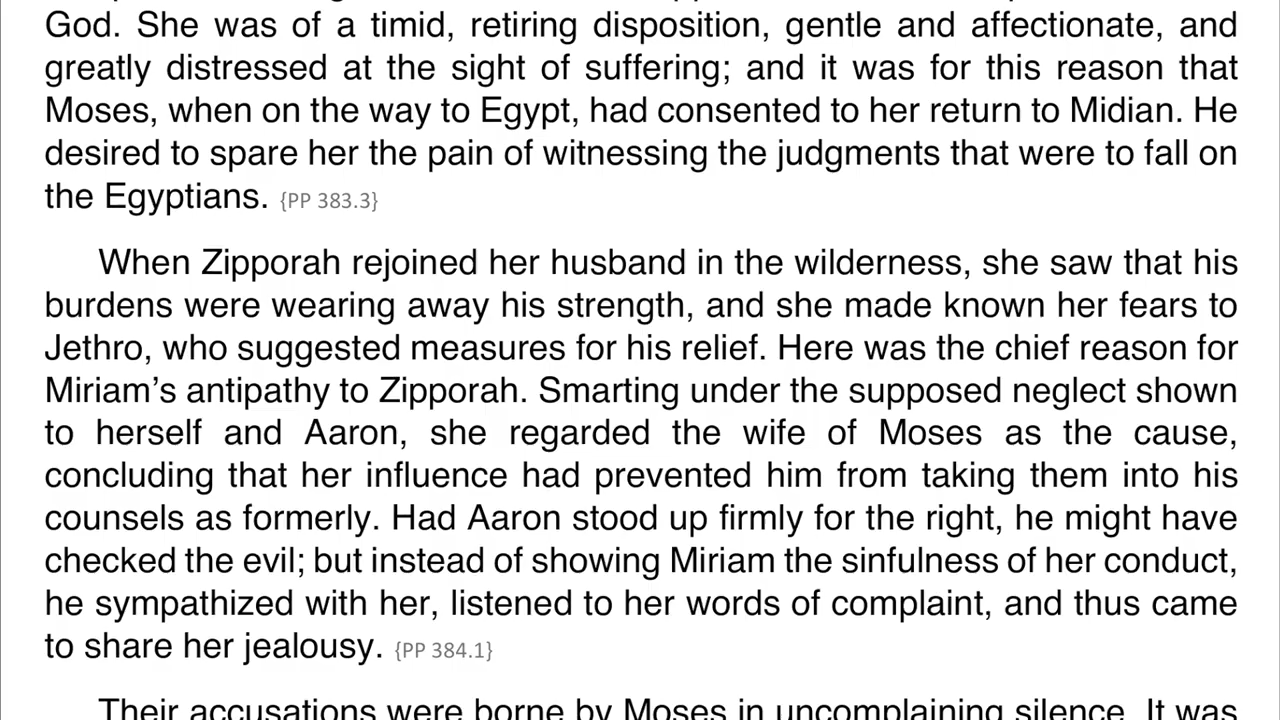 God. She was of a timid, retiring disposition, gentle and affectionate, and
greatly distressed at the sight of suffering; and it was for this reason that
Moses, when on the way to Egypt, had consented to her return to Midian. He
desired to spare her the pain of witnessing the judgments that were to fall on
the Egyptians. {PP 383.3}
When Zipporah rejoined her husband in the wilderness, she saw that his
burdens were wearing away his strength, and she made known her fears to
Jethro, who suggested measures for his relief. Here was the chief reason for
Miriam’s antipathy to Zipporah. Smarting under the supposed neglect shown
to herself and Aaron, she regarded the wife of Moses as the cause,
concluding that her influence had prevented him from taking them into his
counsels as formerly. Had Aaron stood up firmly for the right, he might have
checked the evil; but instead of showing Miriam the sinfulness of her conduct,
he sympathized with her, listened to her words of complaint, and thus came
to share her jealousy. {PP 384.1}
Their accusations were borne by Moses in uncomplaining silence. It was